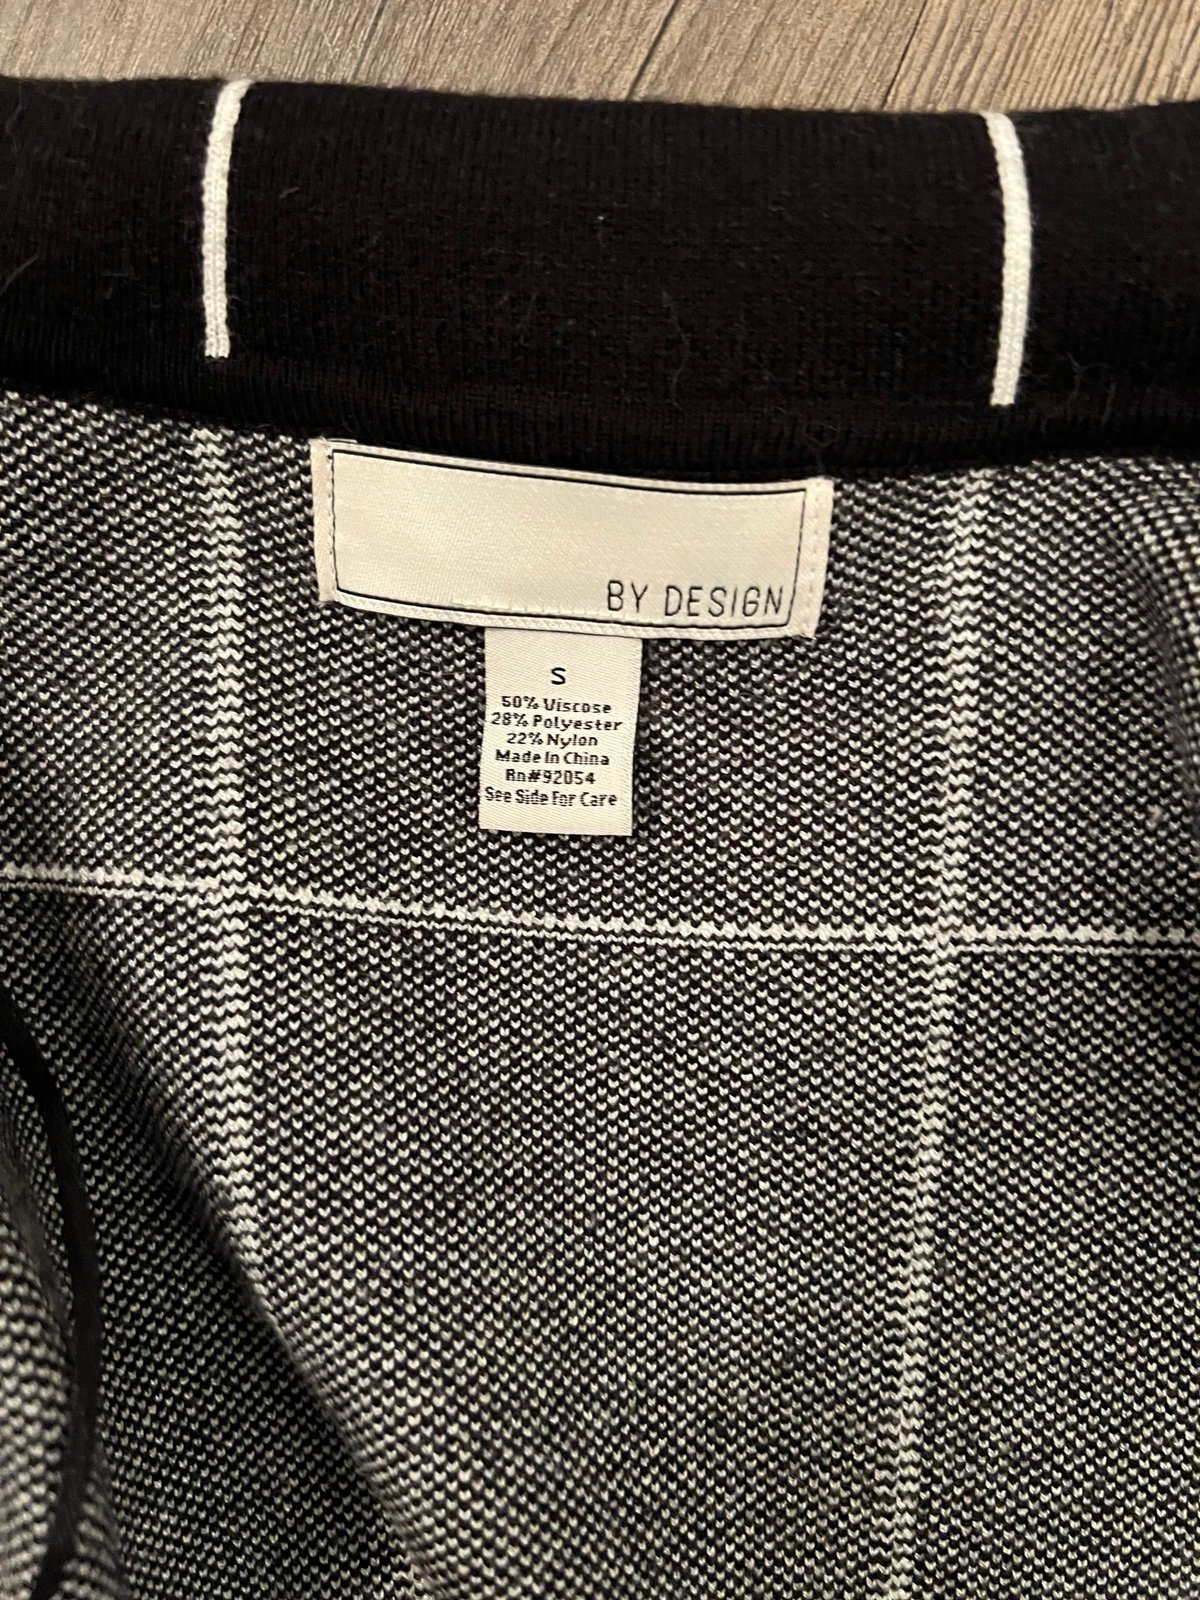 BY DESIGN
S
50% Viscose
28% Polyester
22% Nylon
Made In China
Rn#92054
See Side For Care